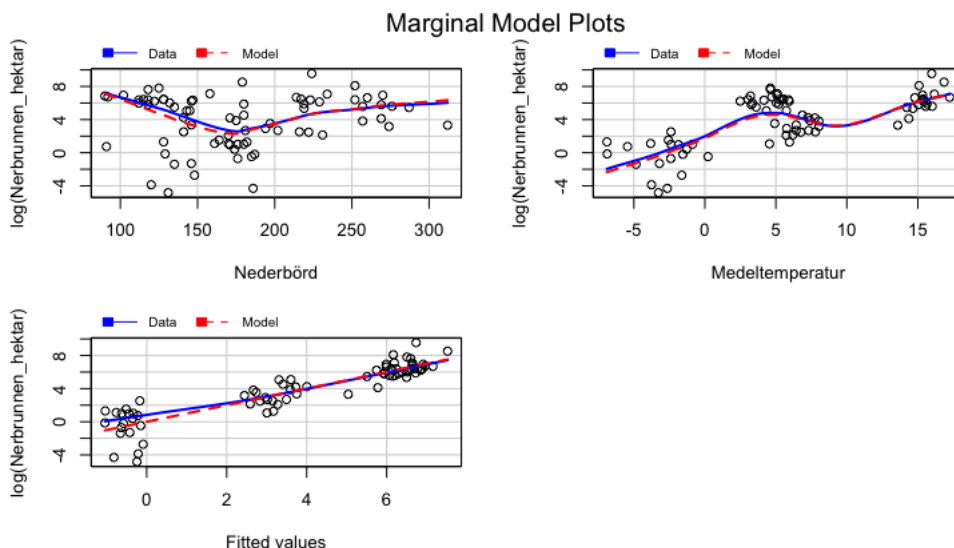 Marginal Model Plots
Data Model
log(Nerbrunnen_hektar)
8
4
0
-4
100 150 200 250 300
Nederbörd
Data Model
log(Nerbrunnen_hektar)
8
4
0
-4
-5 0 5 10 15
Medeltemperatur
Data Model
log(Nerbrunnen_hektar)
8
4
0
-4
0 2 4 6
Fitted values